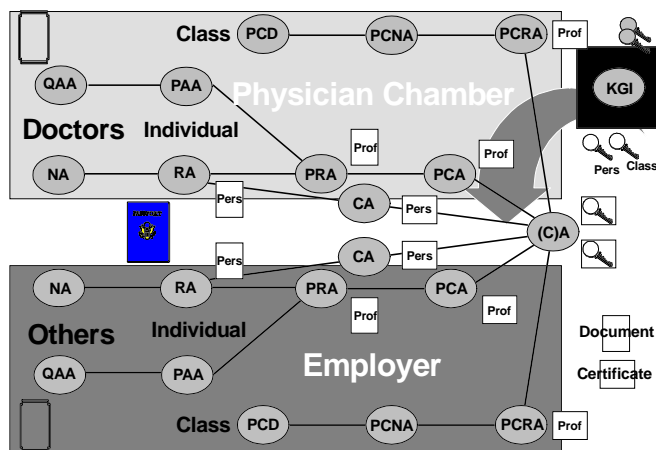 Class PCD PCNA PCRA Prof
QAA PAA Physician Chamber KGI
Doctors Individual Prof Prof Pers Class
NA RA PRA PCA
Pers CA Pers
(C)A
Pers CA Pers
NA RA PRA PCA
Others Individual Prof Prof Document
QAA PAA Employer Certificate
Class PCD PCNA PCRA Prof